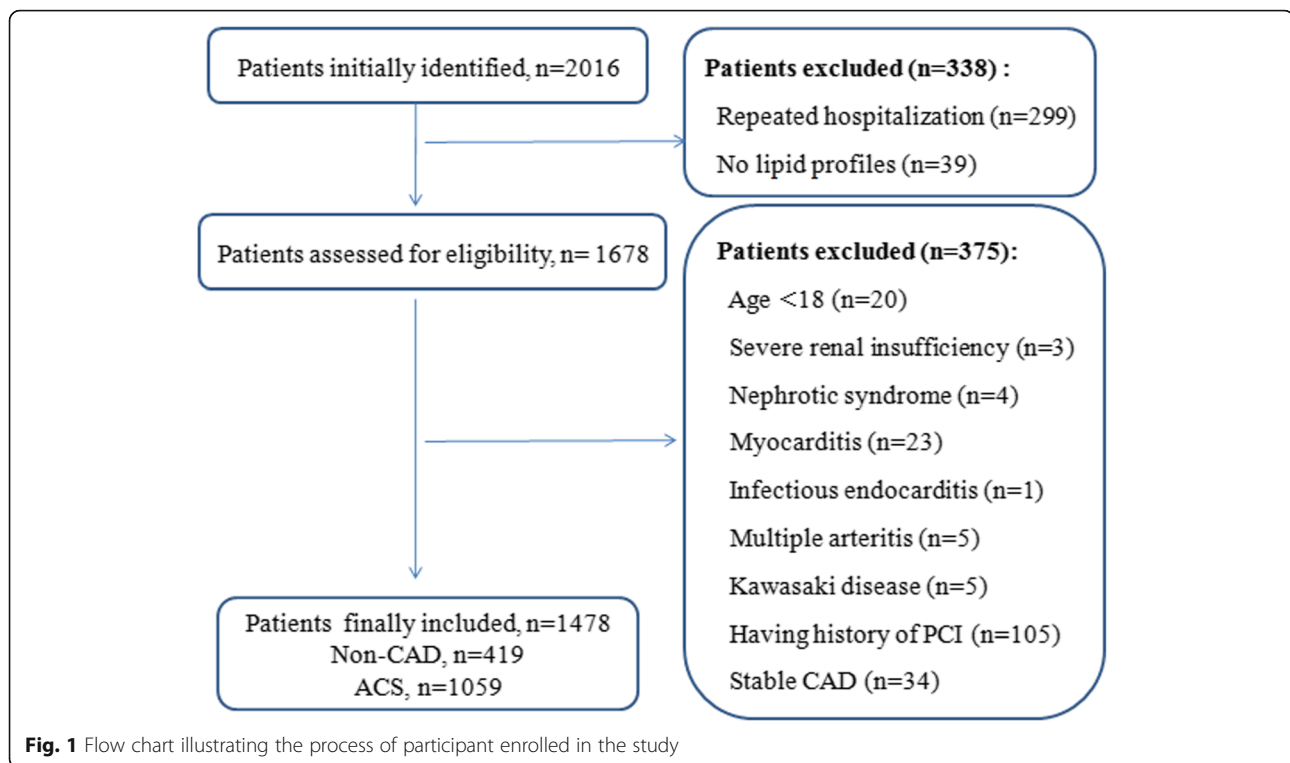 Patients initially identified, n=2016
Patients excluded (n=338) :
Repeated hospitalization (n=299)
No lipid profiles (n=39)
Patients assessed for eligibility, n= 1678
Patients excluded (n=375):
Age <18 (n=20)
Severe renal insufficiency (n=3)
Nephrotic syndrome (n=4)
Myocarditis (n=23)
Infectious endocarditis (n=1)
Multiple arteritis (n=5)
Kawasaki disease (n=5)
Having history of PCI (n=105)
Stable CAD (n=34)
Patients finally included, n=1478
Non-CAD, n=419
ACS, n=1059
Fig. 1 Flow chart illustrating the process of participant enrolled in the study